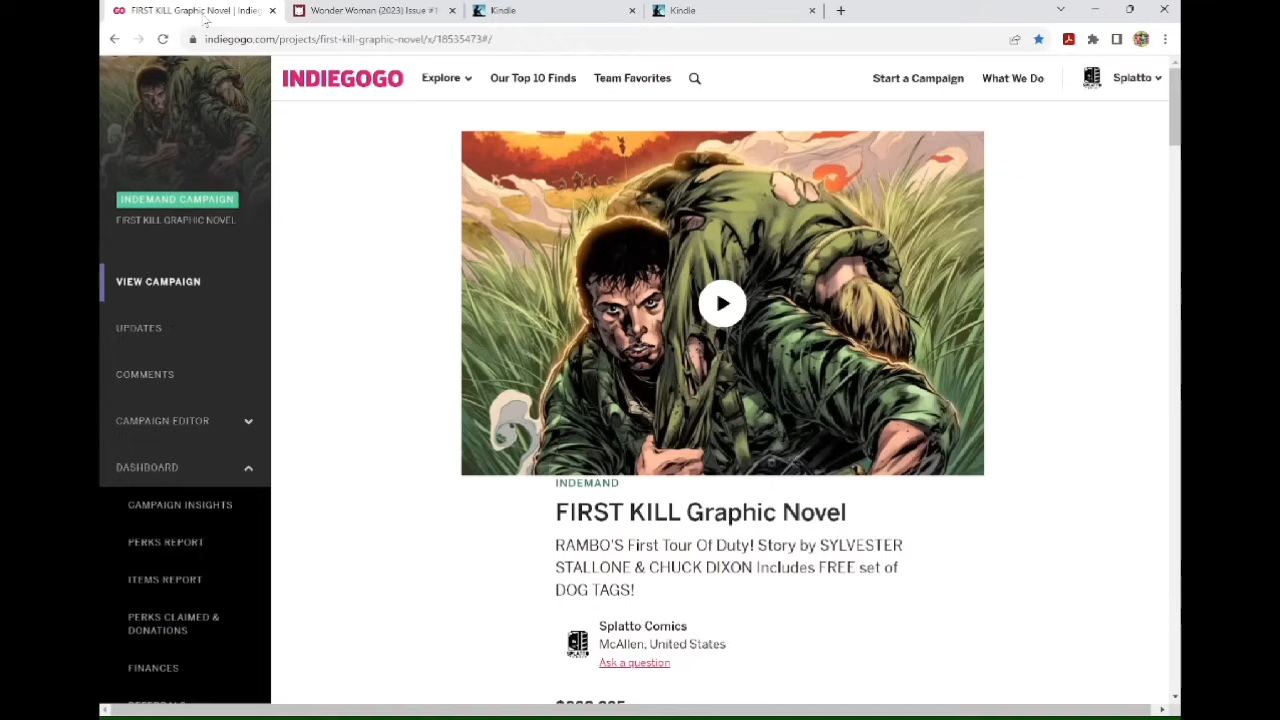 FIRST KILL Graphic Novel | Indieg
Wonder Woman (2023) Issue #1
Kindle
Kindle
indiegogo.com/projects/first-kill-graphic-novel/x/18535473#/
INDIEGOGO
Explore
Our Top 10 Finds
Team Favorites
Start a Campaign
What We Do
Splatto
INDEMAND CAMPAIGN
FIRST KILL GRAPHIC NOVEL
VIEW CAMPAIGN
UPDATES
COMMENTS
CAMPAIGN EDITOR
DASHBOARD
CAMPAIGN INSIGHTS
PERKS REPORT
ITEMS REPORT
PERKS CLAIMED &
DONATIONS
FINANCES
INDEMAND
FIRST KILL Graphic Novel
RAMBO'S First Tour Of Duty! Story by SYLVESTER
STALLONE & CHUCK DIXON Includes FREE set of
DOG TAGS!
Splatto Comics
McAllen, United States
Ask a question